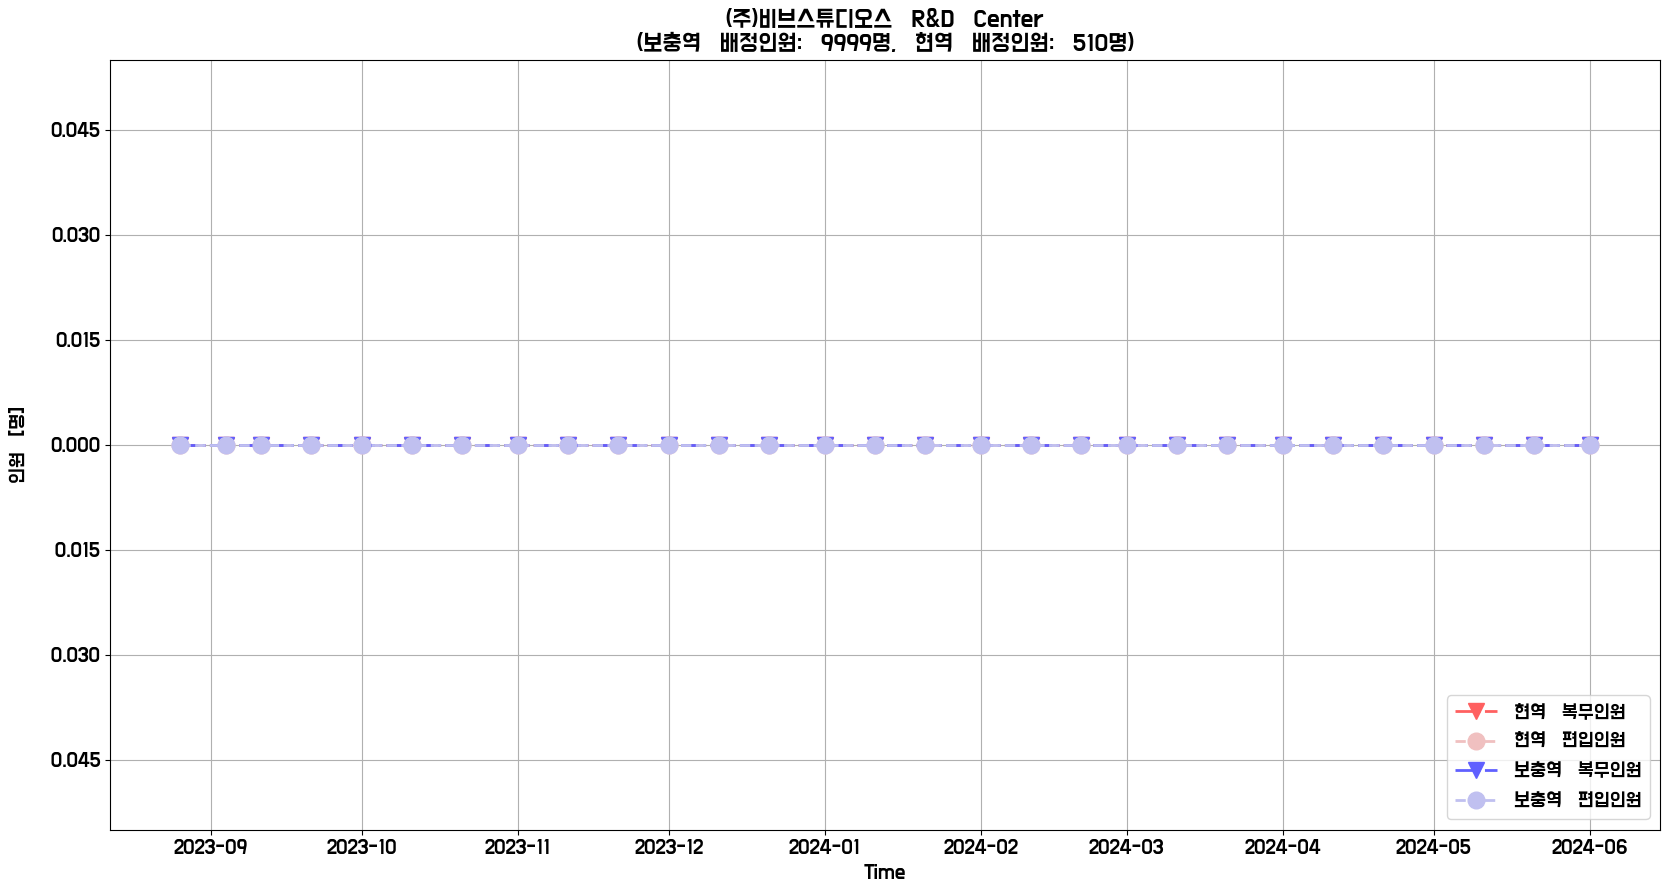 (주)비브스튜디오스 R&D Center
(보충역 배정인원: 9999명, 현역 배정인원: 510명)
인원 [명]
0.045
0.030
0.015
0.000
0.015
0.030
0.045
현역 복무인원
현역 편입인원
보충역 복무인원
보충역 편입인원
2023-09 2023-10 2023-11 2023-12 2024-01 2024-02 2024-03 2024-04 2024-05 2024-06
Time